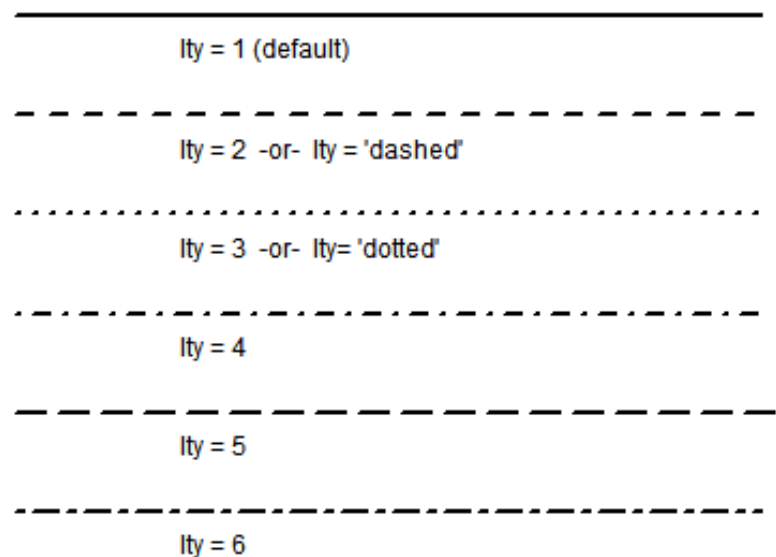 lty = 1 (default)
lty = 2 -or- lty = 'dashed'
lty = 3 -or- lty= 'dotted'
lty = 4
lty = 5
lty = 6